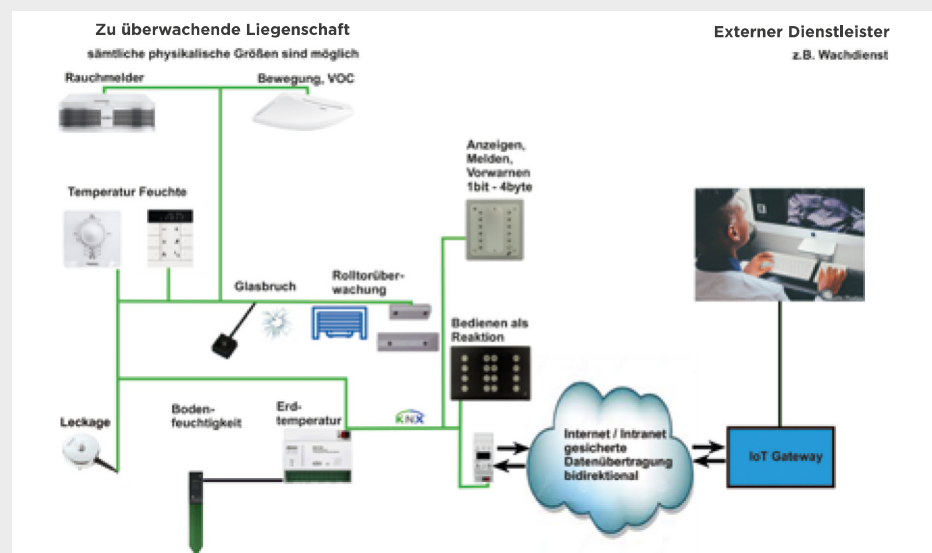 Zu überwachende Liegenschaft
sämtliche physikalische Größen sind möglich
Externer Dienstleister
z.B. Wachdienst
Rauchmelder
Bewegung, VOC
Anzeigen,
Melden,
Vorwarnen
1bit - 4byte
Temperatur Feuchte
Glasbruch
Rolltorüber-
wachung
Bedienen als
Reaktion
Leckage
Boden-
feuchtigkeit
Erd-
temperatur
KNX
Internet / Intranet
gesicherte
Datenübertragung
bidirektional
IoT Gateway